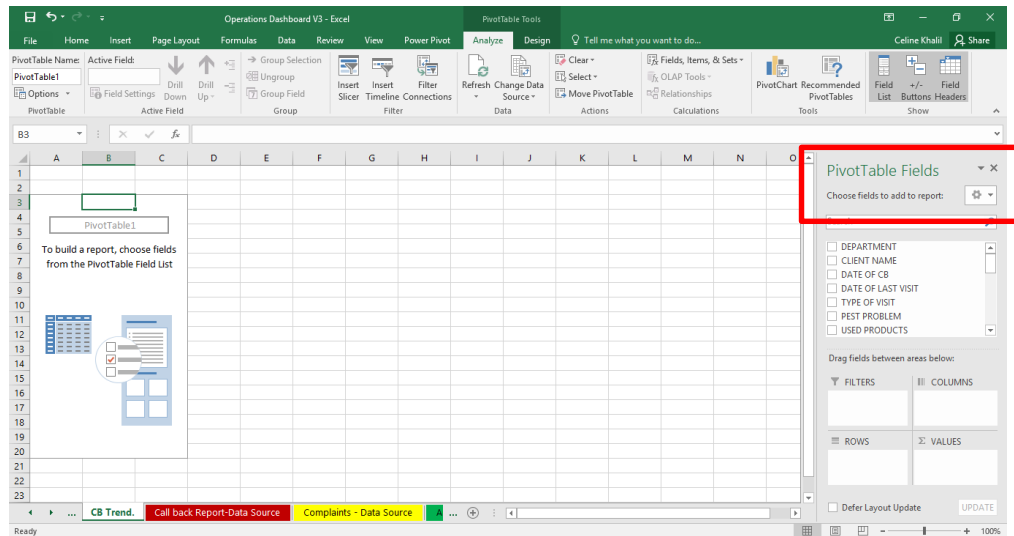 Operations Dashboard V3 - Excel
PivotTable Tools
File Home Insert Page Layout Formulas Data Review View Power Pivot Analyze Design Tell me what you want to do... Celine Khalil Share
PivotTable Name: Active Field:
PivotTable1
Options
Field Settings
Drill Down
Drill Up
Group Selection
Ungroup
Group Field
Insert Slicer
Insert Timeline
Filter Connections
Refresh
Change Data Source
Clear
Select
Move PivotTable
Fields, Items, & Sets
OLAP Tools
Relationships
PivotChart
Recommended PivotTables
Field List
+/- Buttons
Field Headers
PivotTable Active Field Group Filter Data Actions Calculations Tools Show
B3
fx
A B C D E F G H I J K L M N O
1
2
3
4
5
6
7
8
9
10
11
12
13
14
15
16
17
18
19
20
21
22
23
PivotTable1
To build a report, choose fields
from the PivotTable Field List
PivotTable Fields
Choose fields to add to report:
DEPARTMENT
CLIENT NAME
DATE OF CB
DATE OF LAST VISIT
TYPE OF VISIT
PEST PROBLEM
USED PRODUCTS
Drag fields between areas below:
FILTERS
COLUMNS
ROWS
Σ VALUES
Defer Layout Update
UPDATE
... CB Trend. Call back Report-Data Source Complaints - Data Source A ...
Ready
100%